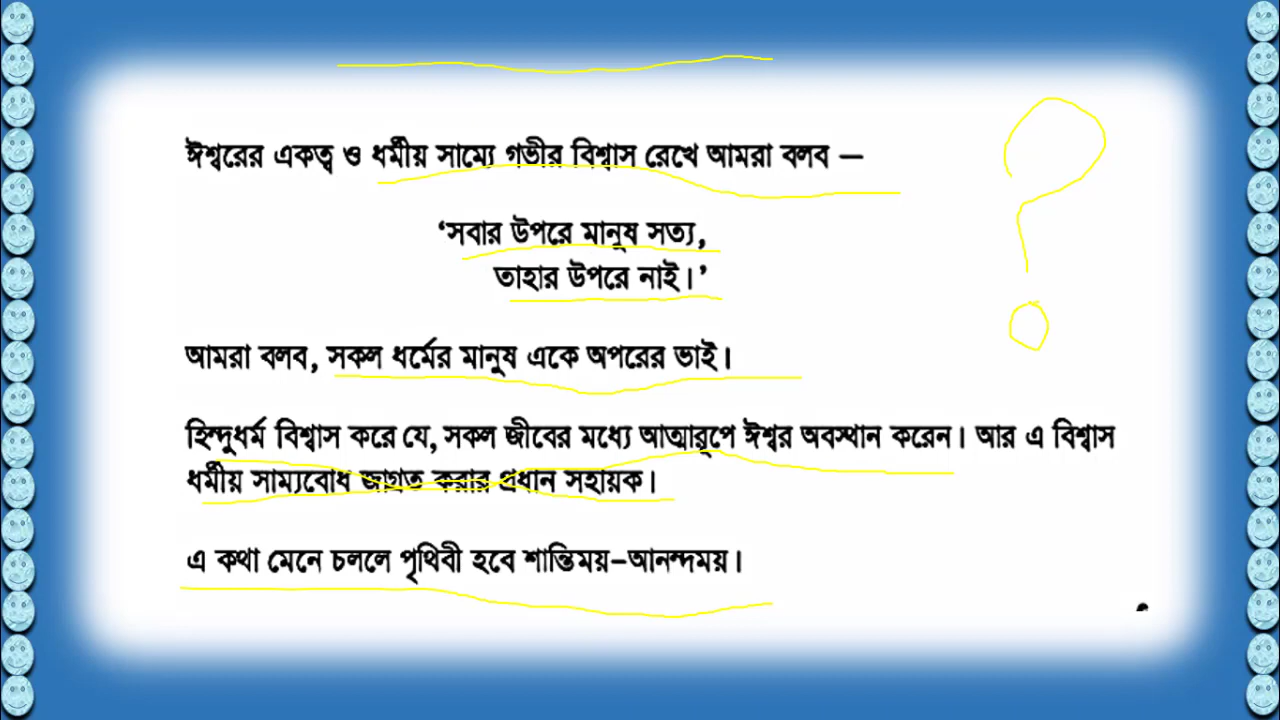 ঈশ্বরের একত্ব ও ধর্মীয় সাম্যে গভীর বিশ্বাস রেখে আমরা বলব –
‘সবার উপরে মানুষ সত্য,
তাহার উপরে নাই।’
আমরা বলব, সকল ধর্মের মানুষ একে অপরের ভাই।
হিন্দুধর্ম বিশ্বাস করে যে, সকল জীবের মধ্যে আত্মারূপে ঈশ্বর অবস্থান করেন। আর এ বিশ্বাস
ধর্মীয় সাম্যবোধ জাগ্রত করার প্রধান সহায়ক।
এ কথা মেনে চললে পৃথিবী হবে শান্তিময়–আনন্দময়।